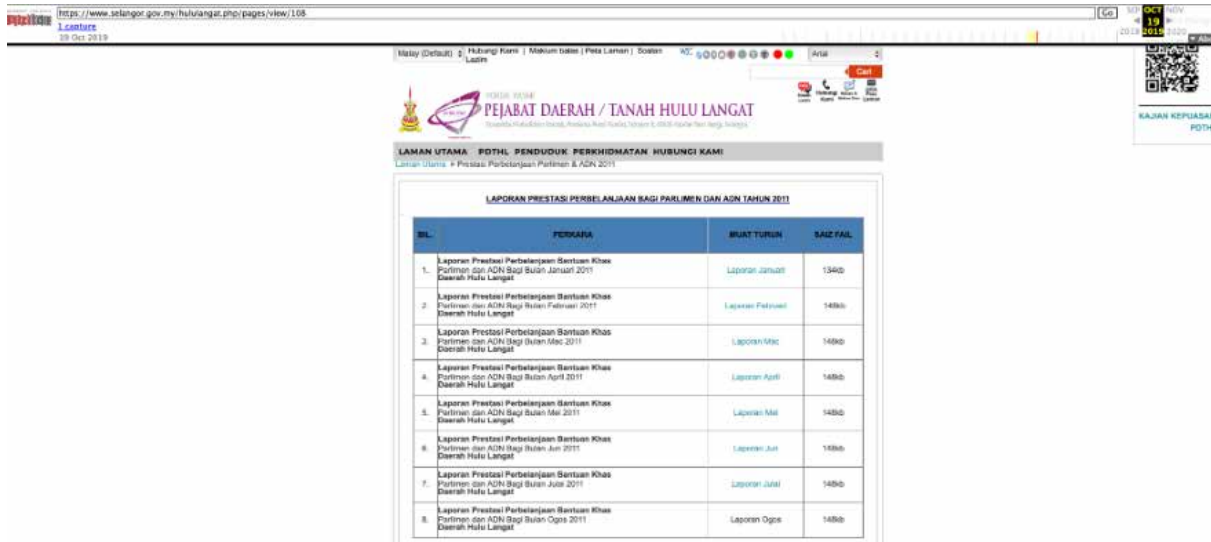 https://www.selangor.gov.my/hululangat.php/pages/view/108
Go
SEP OCT NOV
1 capture
19
19 Oct 2019
2018 2019 2020
Malay (Default)
Hubungi Kami | Maklum balas | Peta Laman | Soalan Lazim
W3C
Arial
Cari
PEJABAT DAERAH / TANAH HULU LANGAT
KAJIAN KEPUASAN
PDTH
LAMAN UTAMA PDTHL PENDUDUK PERKHIDMATAN HUBUNGI KAMI
Laman Utama » Prestasi Perbelanjaan Parlimen & ADN 2011
LAPORAN PRESTASI PERBELANJAAN BAGI PARLIMEN DAN ADN TAHUN 2011
BIL. PERKARA MUAT TURUN SAIZ FAIL
Laporan Prestasi Perbelanjaan Bantuan Khas
1. Parlimen dan ADN Bagi Bulan Januari 2011 Laporan Januari 134kb
Daerah Hulu Langat
Laporan Prestasi Perbelanjaan Bantuan Khas
2. Parlimen dan ADN Bagi Bulan Februari 2011 Laporan Februari 148kb
Daerah Hulu Langat
Laporan Prestasi Perbelanjaan Bantuan Khas
3. Parlimen dan ADN Bagi Bulan Mac 2011 Laporan Mac 148kb
Daerah Hulu Langat
Laporan Prestasi Perbelanjaan Bantuan Khas
4. Parlimen dan ADN Bagi Bulan April 2011 Laporan April 148kb
Daerah Hulu Langat
Laporan Prestasi Perbelanjaan Bantuan Khas
5. Parlimen dan ADN Bagi Bulan Mei 2011 Laporan Mei 148kb
Daerah Hulu Langat
Laporan Prestasi Perbelanjaan Bantuan Khas
6. Parlimen dan ADN Bagi Bulan Jun 2011 Laporan Jun 148kb
Daerah Hulu Langat
Laporan Prestasi Perbelanjaan Bantuan Khas
7. Parlimen dan ADN Bagi Bulan Julai 2011 Laporan Julai 148kb
Daerah Hulu Langat
Laporan Prestasi Perbelanjaan Bantuan Khas
8. Parlimen dan ADN Bagi Bulan Ogos 2011 Laporan Ogos 148kb
Daerah Hulu Langat